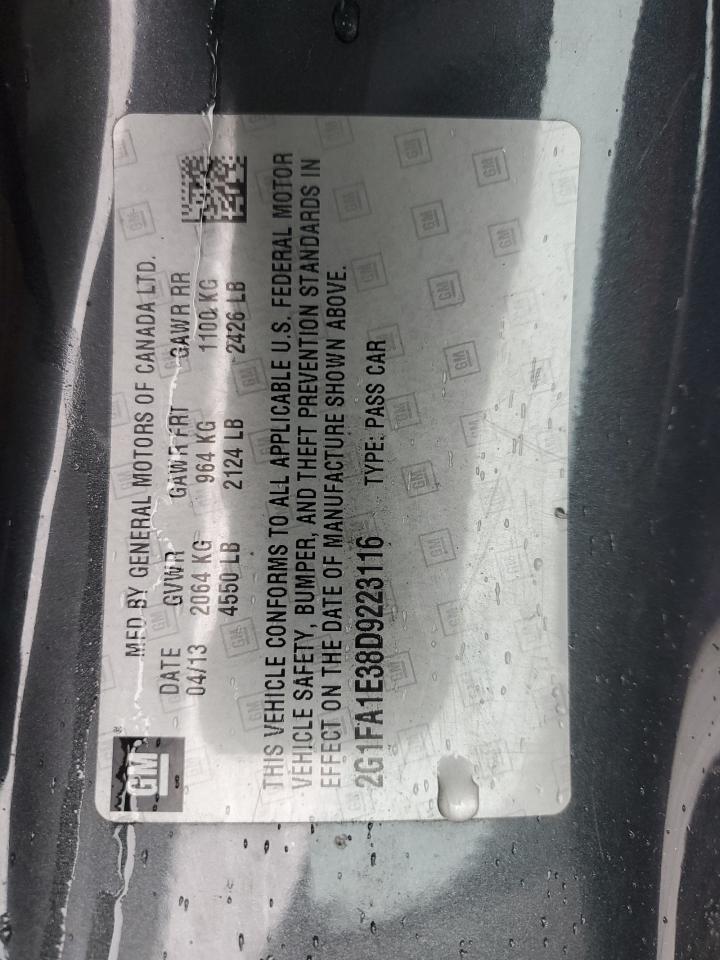 GM
MFD BY GENERAL MOTORS OF CANADA LTD.
DATE GVWR GAWR FRT GAWR RR
04/13 2064 KG 964 KG 1100 KG
4550 LB 2124 LB 2426 LB
THIS VEHICLE CONFORMS TO ALL APPLICABLE U.S. FEDERAL MOTOR
VEHICLE SAFETY, BUMPER, AND THEFT PREVENTION STANDARDS IN
EFFECT ON THE DATE OF MANUFACTURE SHOWN ABOVE.
2G1FA1E38D9223116 TYPE: PASS CAR